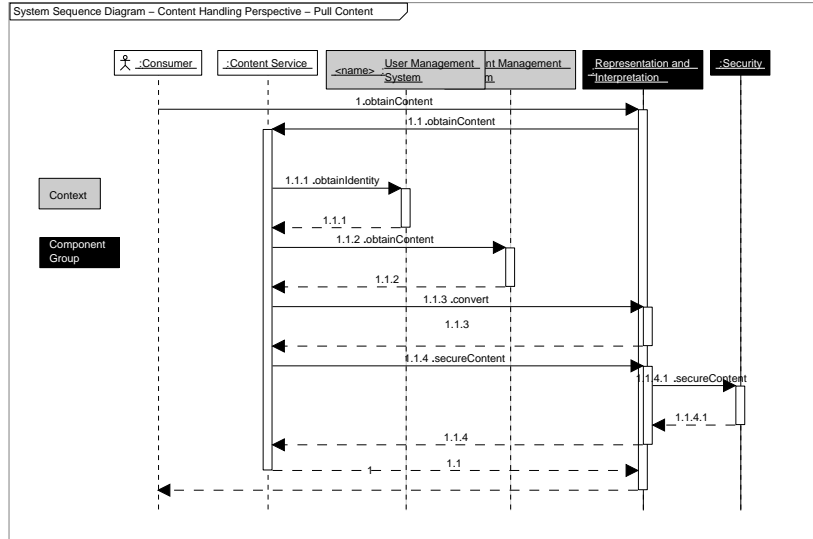 System Sequence Diagram – Content Handling Perspective – Pull Content
:Consumer
:Content Service
<name> :User Management
System
nt Management
m
:Representation and
Interpretation
:Security
1.obtainContent
1.1.obtainContent
1.1.1 .obtainIdentity
Context
1.1.1
1.1.2 .obtainContent
Component
Group
1.1.2
1.1.3 .convert
1.1.3
1.1.4 .secureContent
1.1.4.1 .secureContent
1.1.4.1
1.1.4
1.1
1